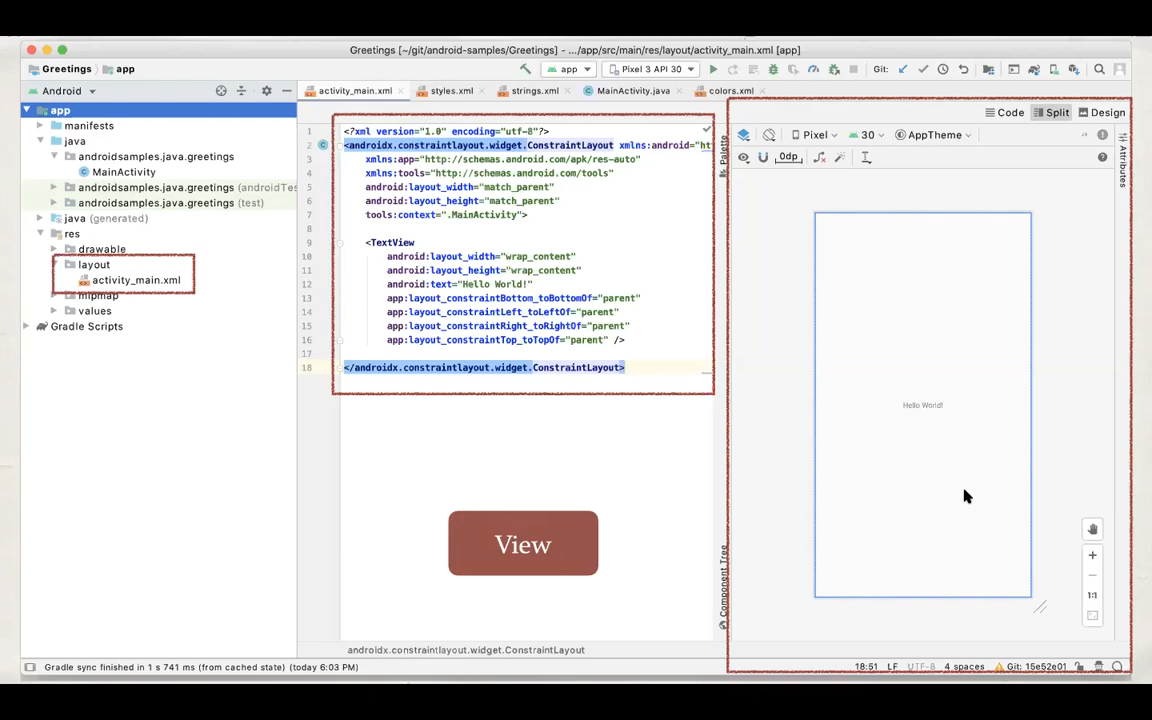 Greetings [~/git/android-samples/Greetings] - .../app/src/main/res/layout/activity_main.xml [app]
Greetings
app
app
Pixel 3 API 30
Git:
Android
activity_main.xml
styles.xml
strings.xml
MainActivity.java
colors.xml
app
manifests
java
androidsamples.java.greetings
MainActivity
androidsamples.java.greetings (androidTes
androidsamples.java.greetings (test)
java (generated)
res
drawable
layout
activity_main.xml
mipmap
values
Gradle Scripts
1 <?xml version="1.0" encoding="utf-8"?>
2 <androidx.constraintlayout.widget.ConstraintLayout xmlns:android="ht
3 xmlns:app="http://schemas.android.com/apk/res-auto"
4 xmlns:tools="http://schemas.android.com/tools"
5 android:layout_width="match_parent"
6 android:layout_height="match_parent"
7 tools:context=".MainActivity">
8
9 <TextView
10 android:layout_width="wrap_content"
11 android:layout_height="wrap_content"
12 android:text="Hello World!"
13 app:layout_constraintBottom_toBottomOf="parent"
14 app:layout_constraintLeft_toLeftOf="parent"
15 app:layout_constraintRight_toRightOf="parent"
16 app:layout_constraintTop_toTopOf="parent" />
17
18 </androidx.constraintlayout.widget.ConstraintLayout>
View
androidx.constraintlayout.widget.ConstraintLayout
Code
Split
Design
Palette
Pixel
30
AppTheme
Attributes
0dp
Hello World!
Component Tree
1:1
Gradle sync finished in 1 s 741 ms (from cached state) (today 6:03 PM)
18:51 LF UTF-8 4 spaces Git: 15e52e01